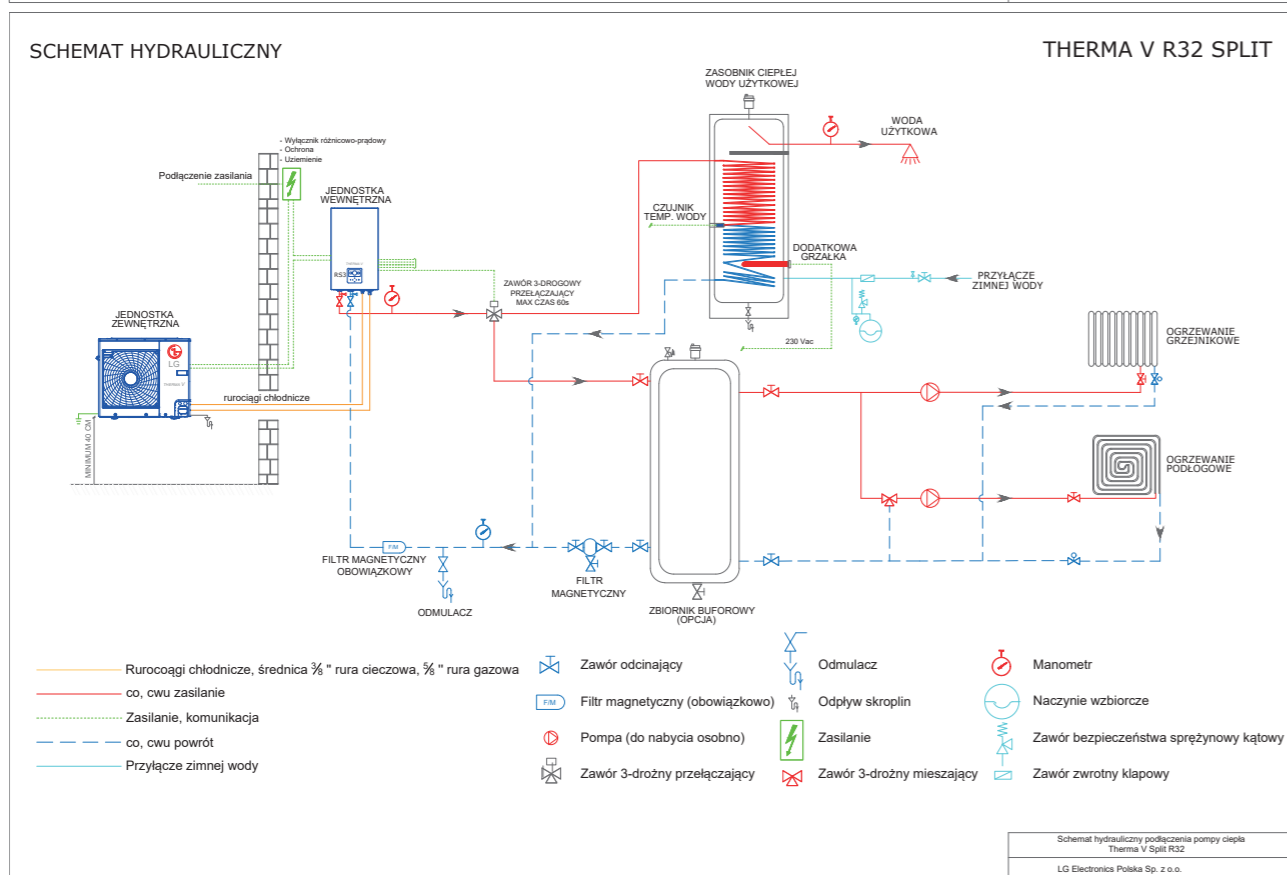 SCHEMAT HYDRAULICZNY
THERMA V R32 SPLIT
ZASOBNIK CIEPŁEJ
WODY UŻYTKOWEJ
WODA
UŻYTKOWA
- Wyłącznik różnicowo-prądowy
- Ochrona
- Uziemienie
Podłączenie zasilania
JEDNOSTKA
WEWNĘTRZNA
THERMA V
RS3
CZUJNIK
TEMP. WODY
DODATKOWA
GRZAŁKA
PRZYŁĄCZE
ZIMNEJ WODY
ZAWÓR 3-DROGOWY
PRZEŁĄCZAJĄCY
MAX CZAS 60s
JEDNOSTKA
ZEWNĘTRZNA
LG
THERMA V
230 Vac
OGRZEWANIE
GRZEJNIKOWE
rurociągi chłodnicze
MINIMUM 40 CM
OGRZEWANIE
PODŁOGOWE
F/M
FILTR MAGNETYCZNY
OBOWIĄZKOWY
ODMULACZ
FILTR
MAGNETYCZNY
ZBIORNIK BUFOROWY
(OPCJA)
Rurocoągi chłodnicze, średnica ⅜ " rura cieczowa, ⅝ " rura gazowa
co, cwu zasilanie
Zasilanie, komunikacja
co, cwu powrót
Przyłącze zimnej wody
Zawór odcinający
F/M Filtr magnetyczny (obowiązkowo)
Pompa (do nabycia osobno)
Zawór 3-drożny przełączający
Odmulacz
Odpływ skroplin
Zasilanie
Zawór 3-drożny mieszający
Manometr
Naczynie wzbiorcze
Zawór bezpieczeństwa sprężynowy kątowy
Zawór zwrotny klapowy
Schemat hydrauliczny podłączenia pompy ciepła
Therma V Split R32
LG Electronics Polska Sp. z o.o.